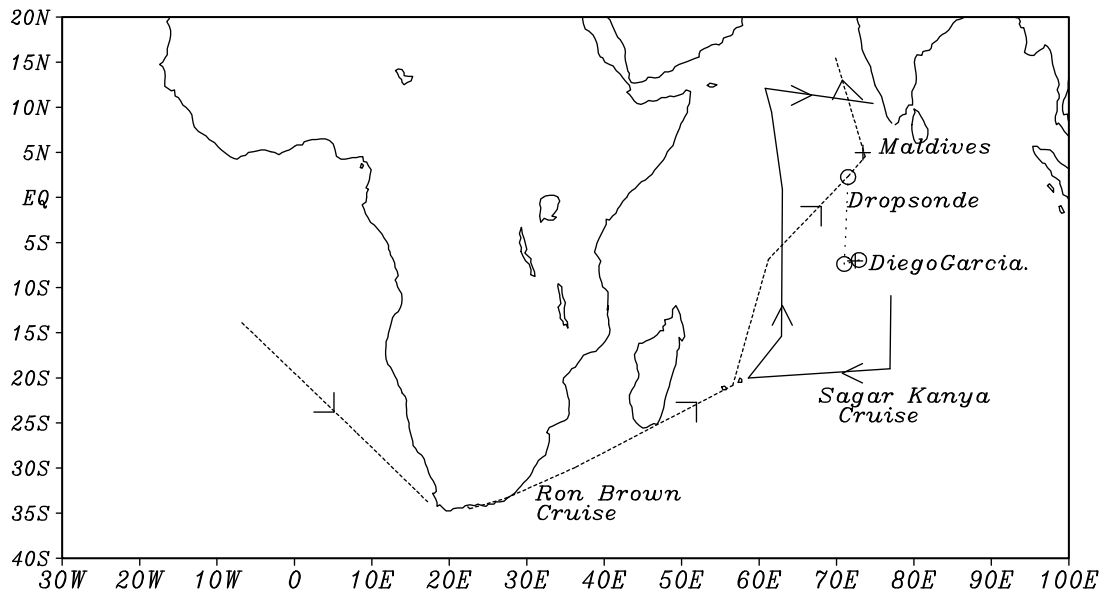 20N
15N
10N
5N
EQ
5S
10S
15S
20S
25S
30S
35S
40S
Maldives
Dropsonde
DiegoGarcia.
Sagar Kanya
Cruise
Ron Brown
Cruise
30W 20W 10W 0 10E 20E 30E 40E 50E 60E 70E 80E 90E 100E